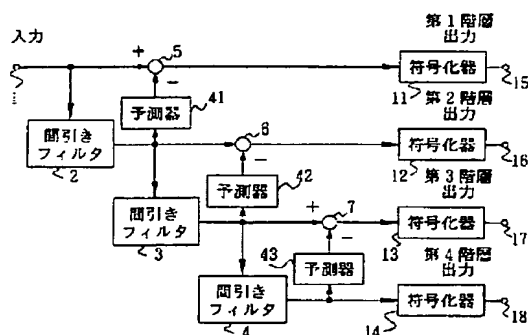 入力
1
+
5
−
第1階層
出力
符号化器
11
15
予測器
41
間引き
フィルタ
2
6
−
第2階層
出力
符号化器
12
16
予測器
42
間引き
フィルタ
3
+
7
−
第3階層
出力
符号化器
13
17
43
予測器
間引き
フィルタ
4
第4階層
出力
符号化器
14
18